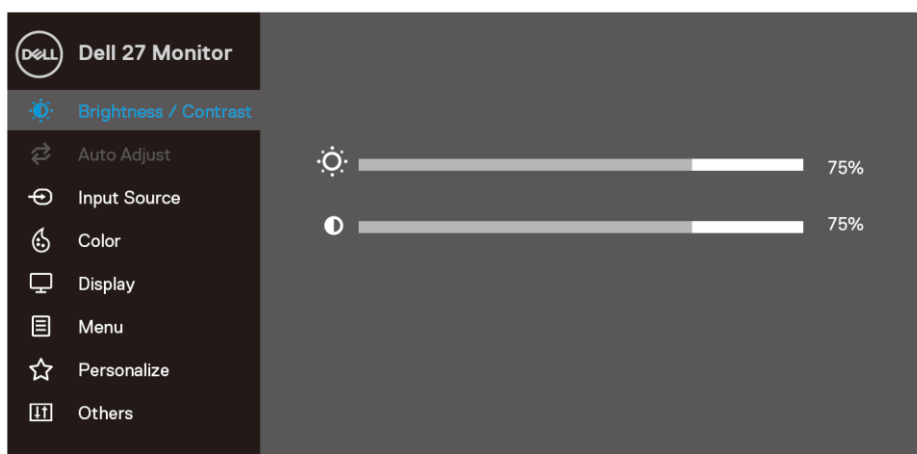 DELL
Dell 27 Monitor
Brightness / Contrast
Auto Adjust
Input Source
Color
Display
Menu
Personalize
Others
75%
75%